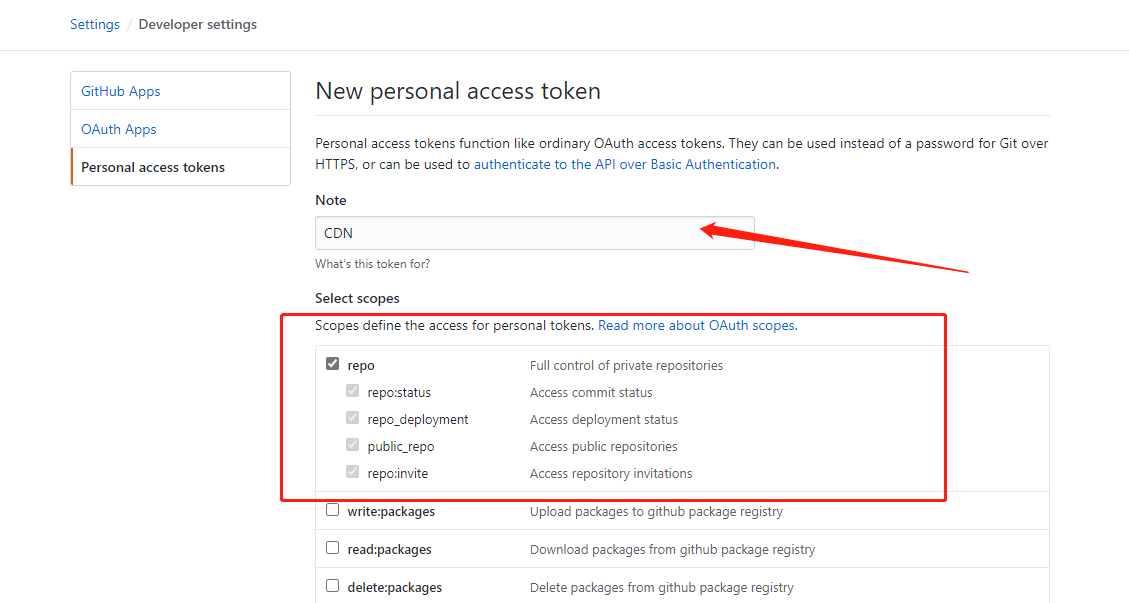 Settings / Developer settings
GitHub Apps
OAuth Apps
Personal access tokens
New personal access token
Personal access tokens function like ordinary OAuth access tokens. They can be used instead of a password for Git over
HTTPS, or can be used to authenticate to the API over Basic Authentication.
Note
CDN
What's this token for?
Select scopes
Scopes define the access for personal tokens. Read more about OAuth scopes.
repo Full control of private repositories
repo:status Access commit status
repo_deployment Access deployment status
public_repo Access public repositories
repo:invite Access repository invitations
write:packages Upload packages to github package registry
read:packages Download packages from github package registry
delete:packages Delete packages from github package registry